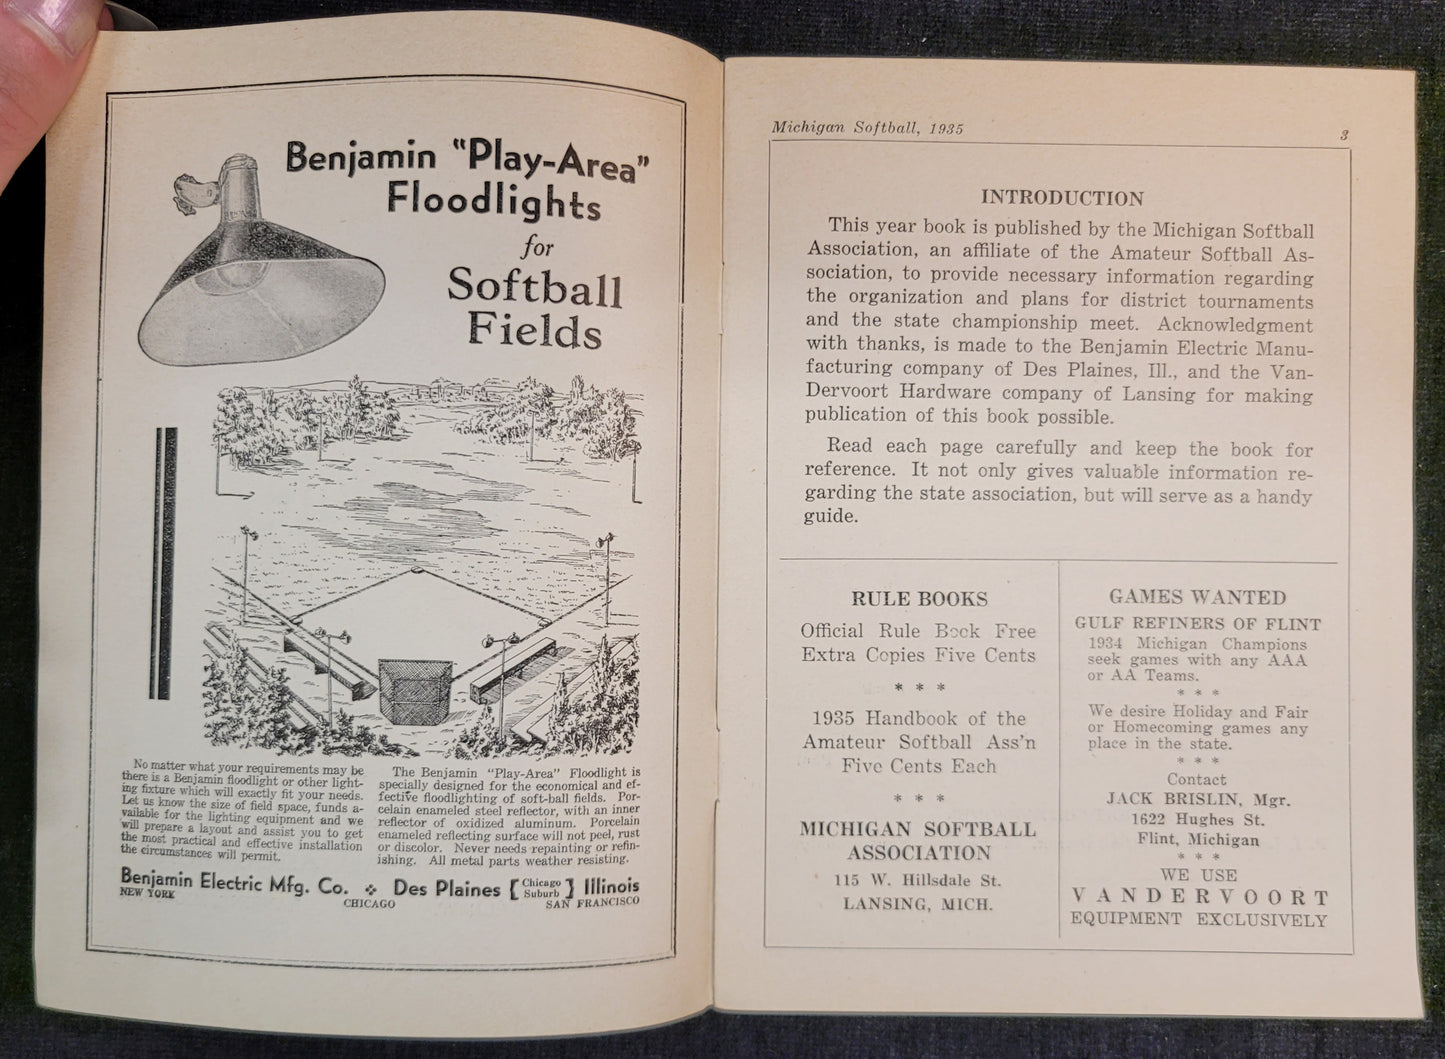 Benjamin "Play-Area"
Floodlights
for
Softball
Fields
No matter what your requirements may be
there is a Benjamin floodlight or other light-
ing fixture which will exactly fit your needs.
Let us know the size of field space, funds a-
vailable for the lighting equipment and we
will prepare a layout and assist you to get
the most practical and effective installation
the circumstances will permit.
The Benjamin "Play-Area" Floodlight is
specially designed for the economical and ef-
fective floodlighting of soft-ball fields. Por-
celain enameled steel reflector, with an inner
reflector of oxidized aluminum. Porcelain
enameled reflecting surface will not peel, rust
or discolor. Never needs repainting or refin-
ishing. All metal parts weather resisting.
Benjamin Electric Mfg. Co. Des Plaines [Chicago Suburb] Illinois
NEW YORK CHICAGO SAN FRANCISCO
Michigan Softball, 1935 3
INTRODUCTION
This year book is published by the Michigan Softball
Association, an affiliate of the Amateur Softball As-
sociation, to provide necessary information regarding
the organization and plans for district tournaments
and the state championship meet. Acknowledgment
with thanks, is made to the Benjamin Electric Manu-
facturing company of Des Plaines, Ill., and the Van-
Dervoort Hardware company of Lansing for making
publication of this book possible.
Read each page carefully and keep the book for
reference. It not only gives valuable information re-
garding the state association, but will serve as a handy
guide.
RULE BOOKS
Official Rule Book Free
Extra Copies Five Cents
* * *
1935 Handbook of the
Amateur Softball Ass'n
Five Cents Each
* * *
MICHIGAN SOFTBALL
ASSOCIATION
115 W. Hillsdale St.
LANSING, MICH.
GAMES WANTED
GULF REFINERS OF FLINT
1934 Michigan Champions
seek games with any AAA
or AA Teams.
* * *
We desire Holiday and Fair
or Homecoming games any
place in the state.
* * *
Contact
JACK BRISLIN, Mgr.
1622 Hughes St.
Flint, Michigan
* * *
WE USE
VANDERVOORT
EQUIPMENT EXCLUSIVELY